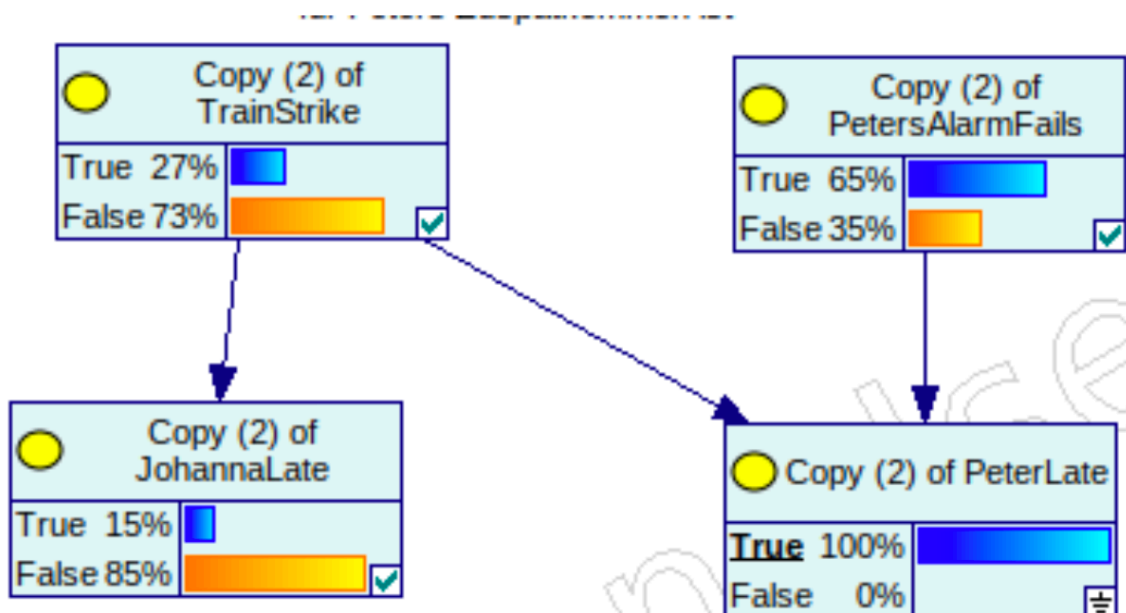 Copy (2) of
TrainStrike
True 27%
False 73%
Copy (2) of
PetersAlarmFails
True 65%
False 35%
Copy (2) of
JohannaLate
True 15%
False 85%
Copy (2) of PeterLate
True 100%
False 0%